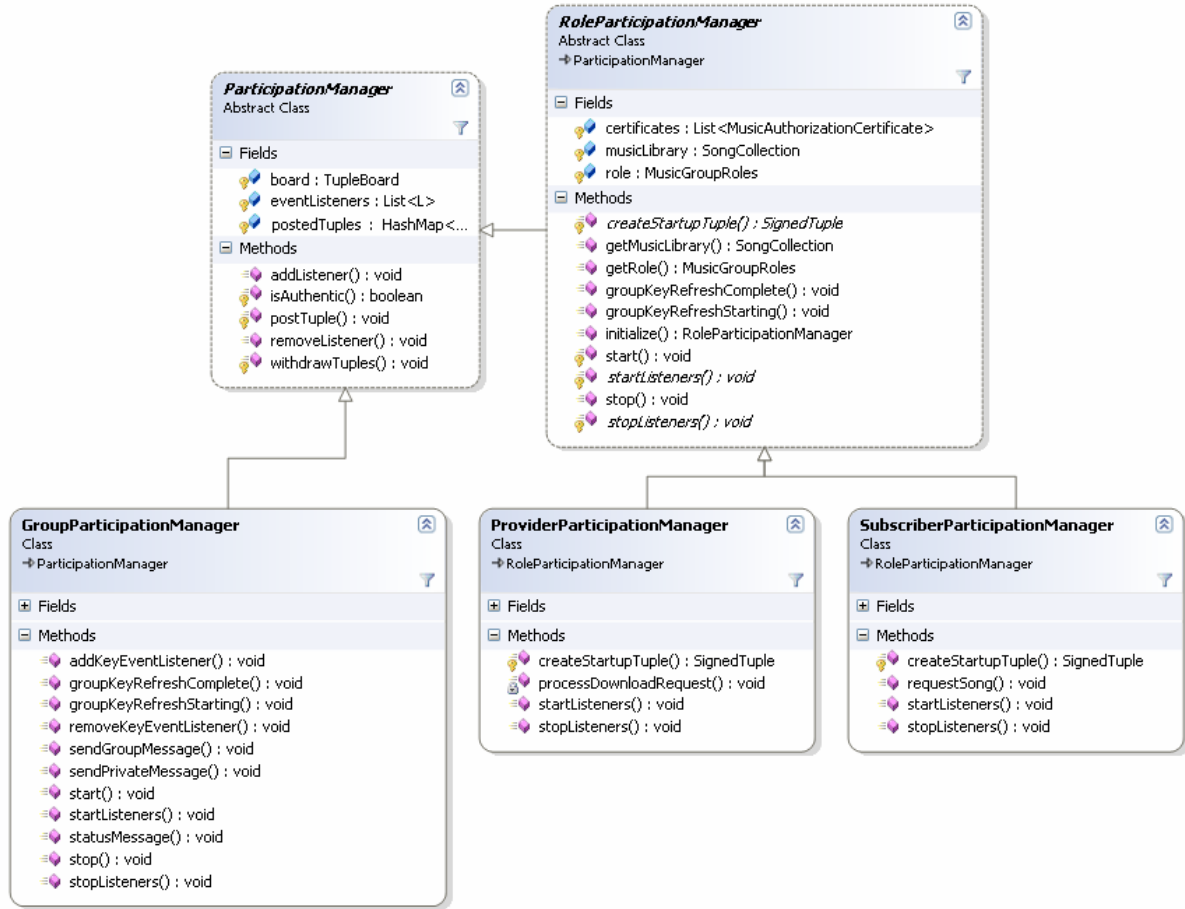 RoleParticipationManager
Abstract Class
ParticipationManager
Fields
certificates : List<MusicAuthorizationCertificate>
musicLibrary : SongCollection
role : MusicGroupRoles
Methods
createStartupTuple() : SignedTuple
getMusicLibrary() : SongCollection
getRole() : MusicGroupRoles
groupKeyRefreshComplete() : void
groupKeyRefreshStarting() : void
initialize() : RoleParticipationManager
start() : void
startListeners() : void
stop() : void
stopListeners() : void
ParticipationManager
Abstract Class
Fields
board : TupleBoard
eventListeners : List<L>
postedTuples : HashMap<...
Methods
addListener() : void
isAuthentic() : boolean
postTuple() : void
removeListener() : void
withdrawTuples() : void
GroupParticipationManager
Class
ParticipationManager
Fields
Methods
addKeyEventListener() : void
groupKeyRefreshComplete() : void
groupKeyRefreshStarting() : void
removeKeyEventListener() : void
sendGroupMessage() : void
sendPrivateMessage() : void
start() : void
startListeners() : void
statusMessage() : void
stop() : void
stopListeners() : void
ProviderParticipationManager
Class
RoleParticipationManager
Fields
Methods
createStartupTuple() : SignedTuple
processDownloadRequest() : void
startListeners() : void
stopListeners() : void
SubscriberParticipationManager
Class
RoleParticipationManager
Fields
Methods
createStartupTuple() : SignedTuple
requestSong() : void
startListeners() : void
stopListeners() : void